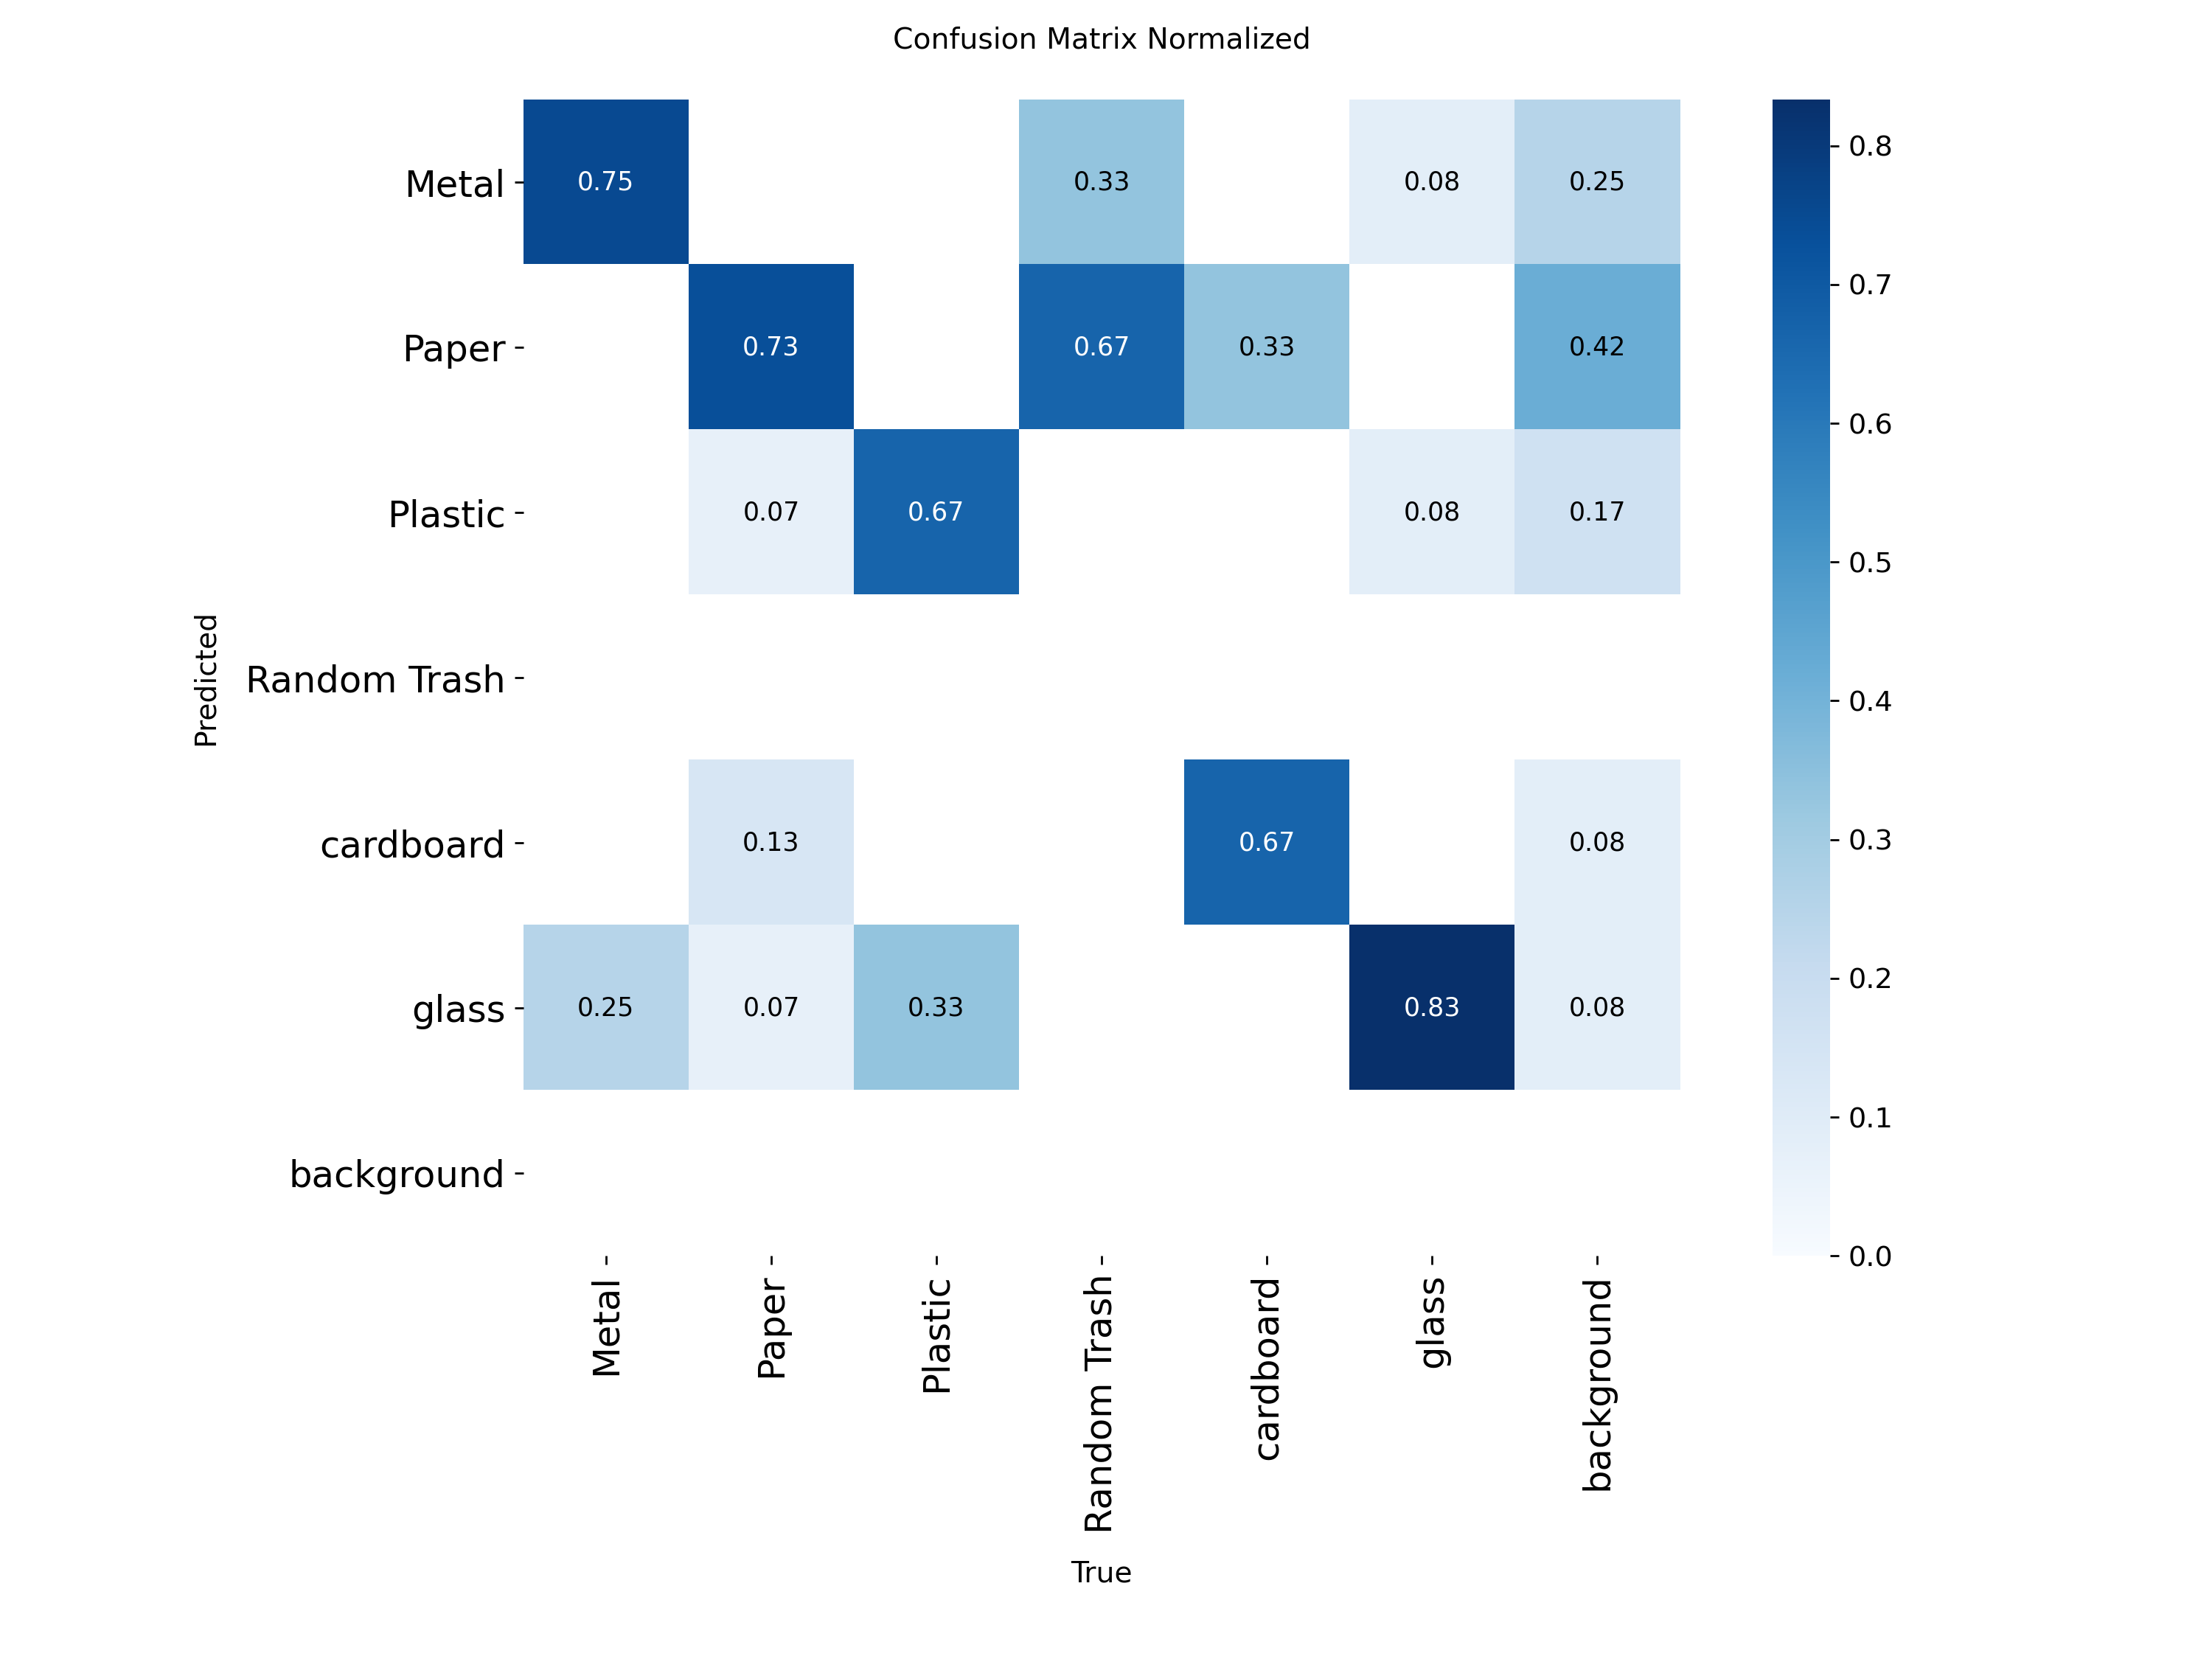 Confusion Matrix Normalized
Metal
0.75
0.33
0.08
0.25
Paper
0.73
0.67
0.33
0.42
Plastic
0.07
0.67
0.08
0.17
Random Trash
cardboard
0.13
0.67
0.08
glass
0.25
0.07
0.33
0.83
0.08
background
Predicted
Metal
Paper
Plastic
Random Trash
cardboard
glass
background
True
0.8
0.7
0.6
0.5
0.4
0.3
0.2
0.1
0.0